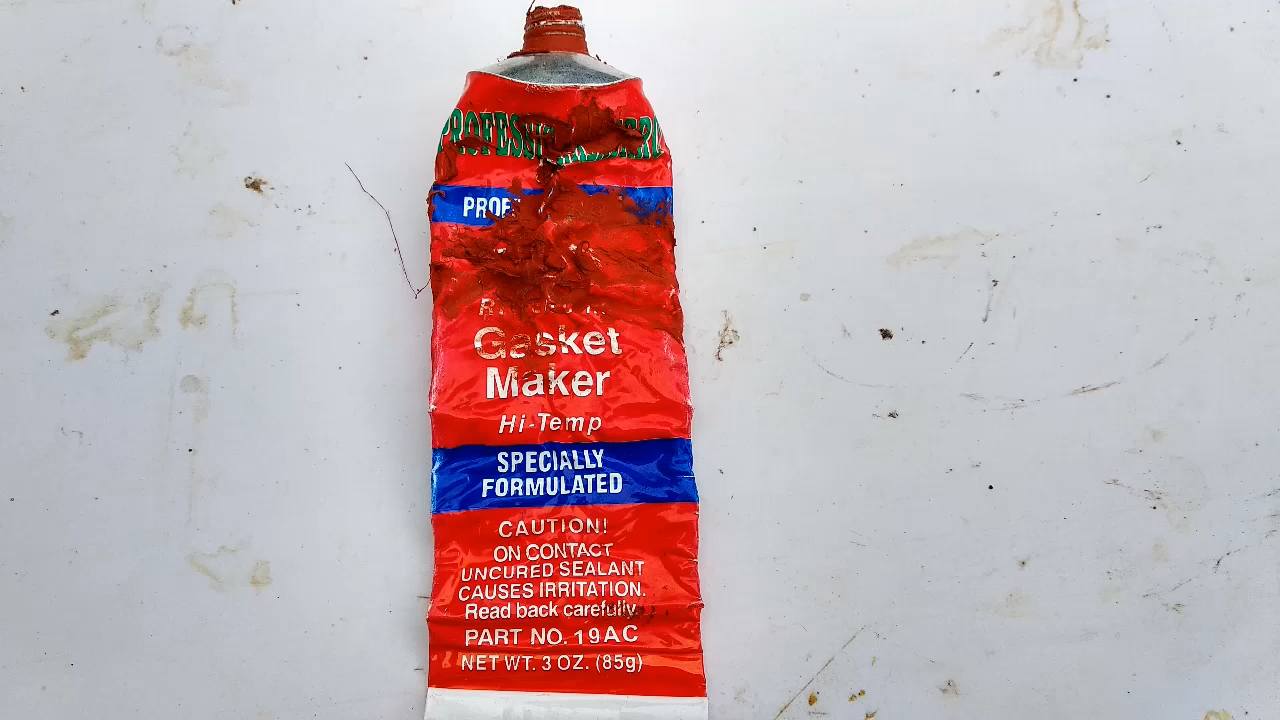 Gasket
Maker
Hi-Temp
SPECIALLY
FORMULATED
CAUTION!
ON CONTACT
UNCURED SEALANT
CAUSES IRRITATION.
Read back carefully
PART NO. 19AC
NET WT. 3 OZ. (85g)